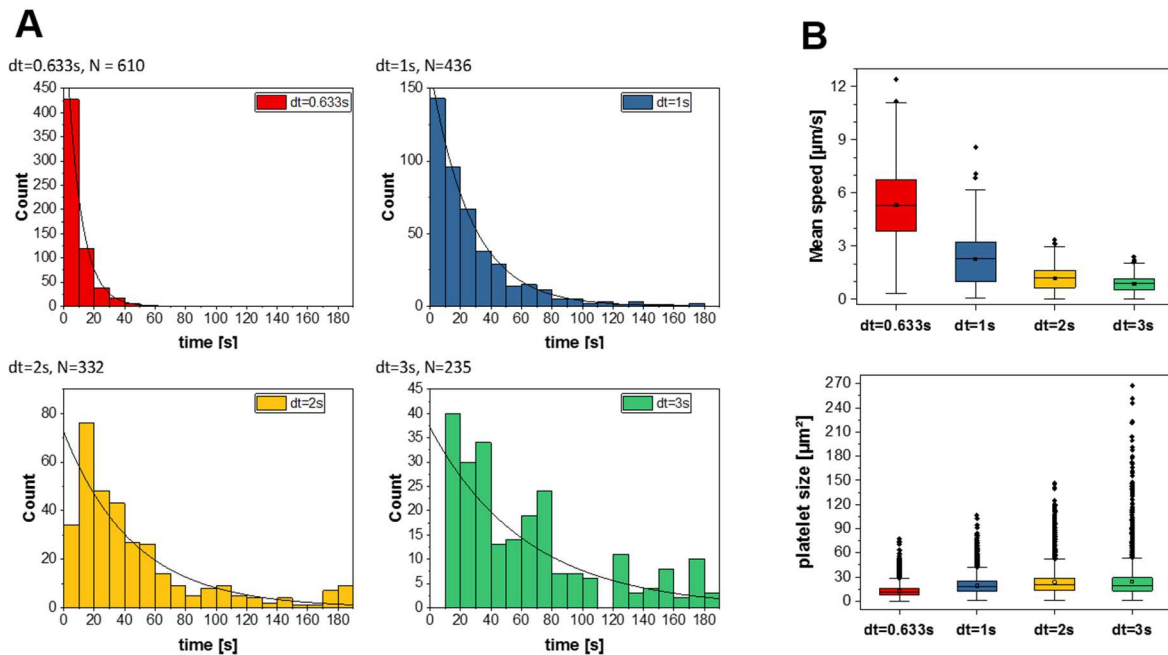 A
dt=0.633s, N = 610
450
400
350
300
250
200
150
100
50
0
Count
dt=0.633s
0 20 40 60 80 100 120 140 160 180
time [s]
dt=1s, N=436
150
100
50
0
Count
dt=1s
0 20 40 60 80 100 120 140 160 180
time [s]
dt=2s, N=332
80
60
40
20
0
Count
dt=2s
0 20 40 60 80 100 120 140 160 180
time [s]
dt=3s, N=235
45
40
35
30
25
20
15
10
5
0
Count
dt=3s
0 20 40 60 80 100 120 140 160 180
time [s]
B
12
9
6
3
0
Mean speed [µm/s]
dt=0.633s dt=1s dt=2s dt=3s
270
240
210
180
150
120
90
60
30
0
platelet size [µm²]
dt=0.633s dt=1s dt=2s dt=3s